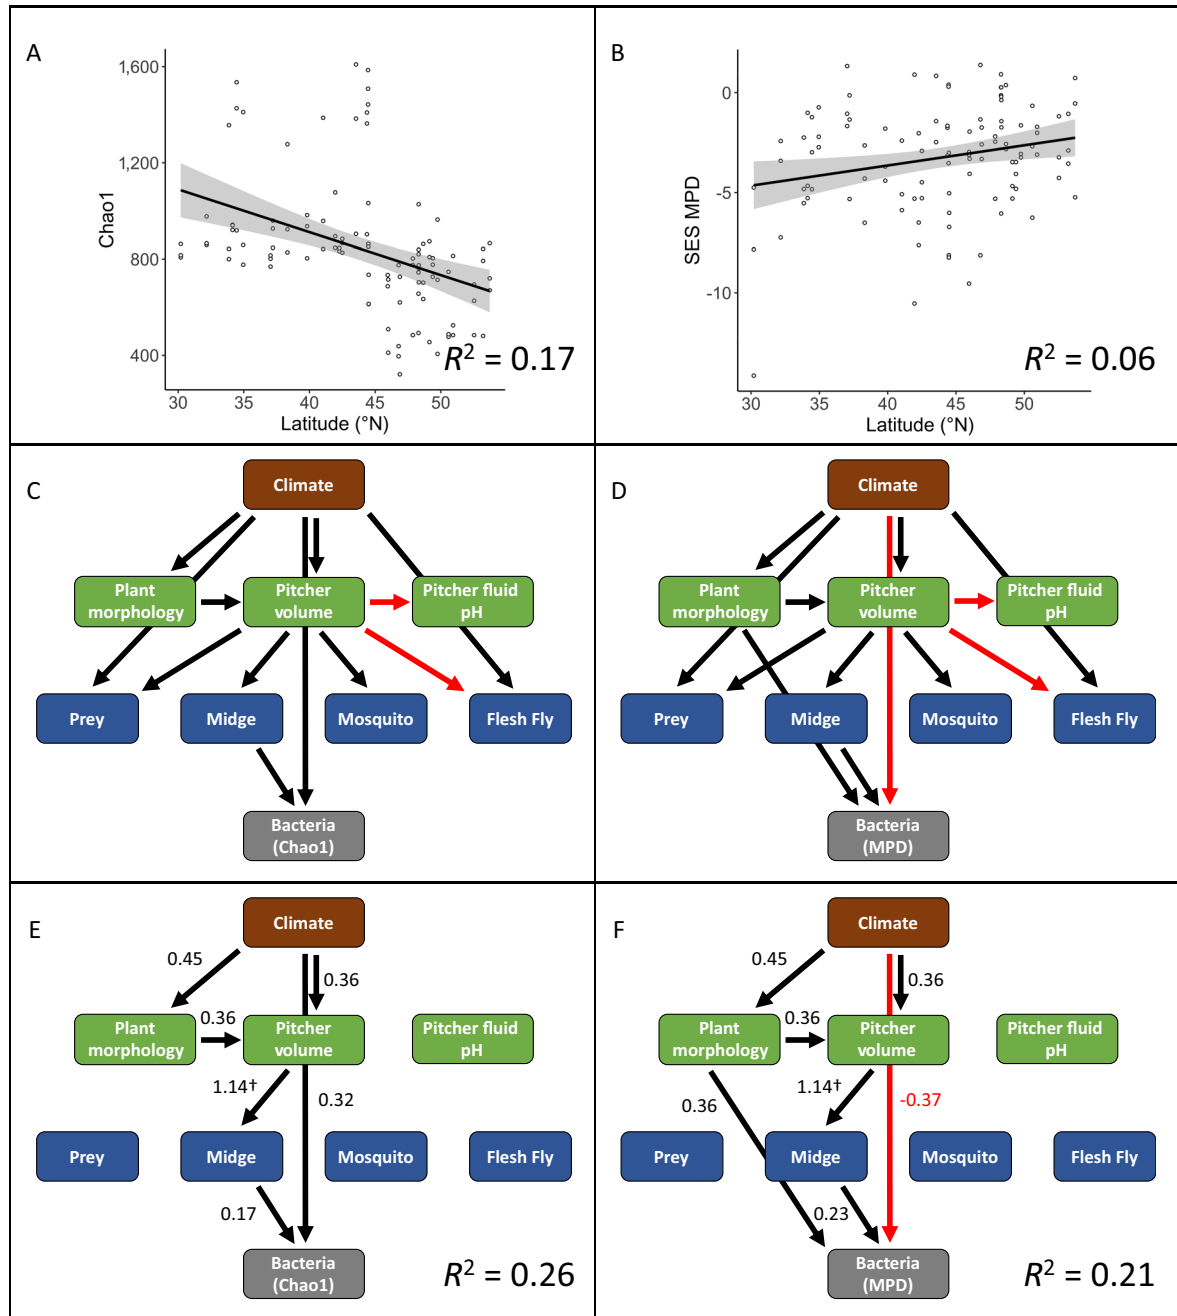 A
1,600
1,200
800
400
Chao1
30 35 40 45 50
Latitude (°N)
R² = 0.17
B
0
-5
-10
SES MPD
30 35 40 45 50
Latitude (°N)
R² = 0.06
C
Climate
Plant
morphology
Pitcher
volume
Pitcher fluid
pH
Prey
Midge
Mosquito
Flesh Fly
Bacteria
(Chao1)
D
Climate
Plant
morphology
Pitcher
volume
Pitcher fluid
pH
Prey
Midge
Mosquito
Flesh Fly
Bacteria
(MPD)
E
Climate
0.45
0.36
0.36
Plant
morphology
Pitcher
volume
Pitcher fluid
pH
1.14†
0.32
Prey
Midge
Mosquito
Flesh Fly
0.17
Bacteria
(Chao1)
R² = 0.26
F
Climate
0.45
0.36
0.36
Plant
morphology
Pitcher
volume
Pitcher fluid
pH
0.36
1.14†
-0.37
Prey
Midge
Mosquito
Flesh Fly
0.23
Bacteria
(MPD)
R² = 0.21